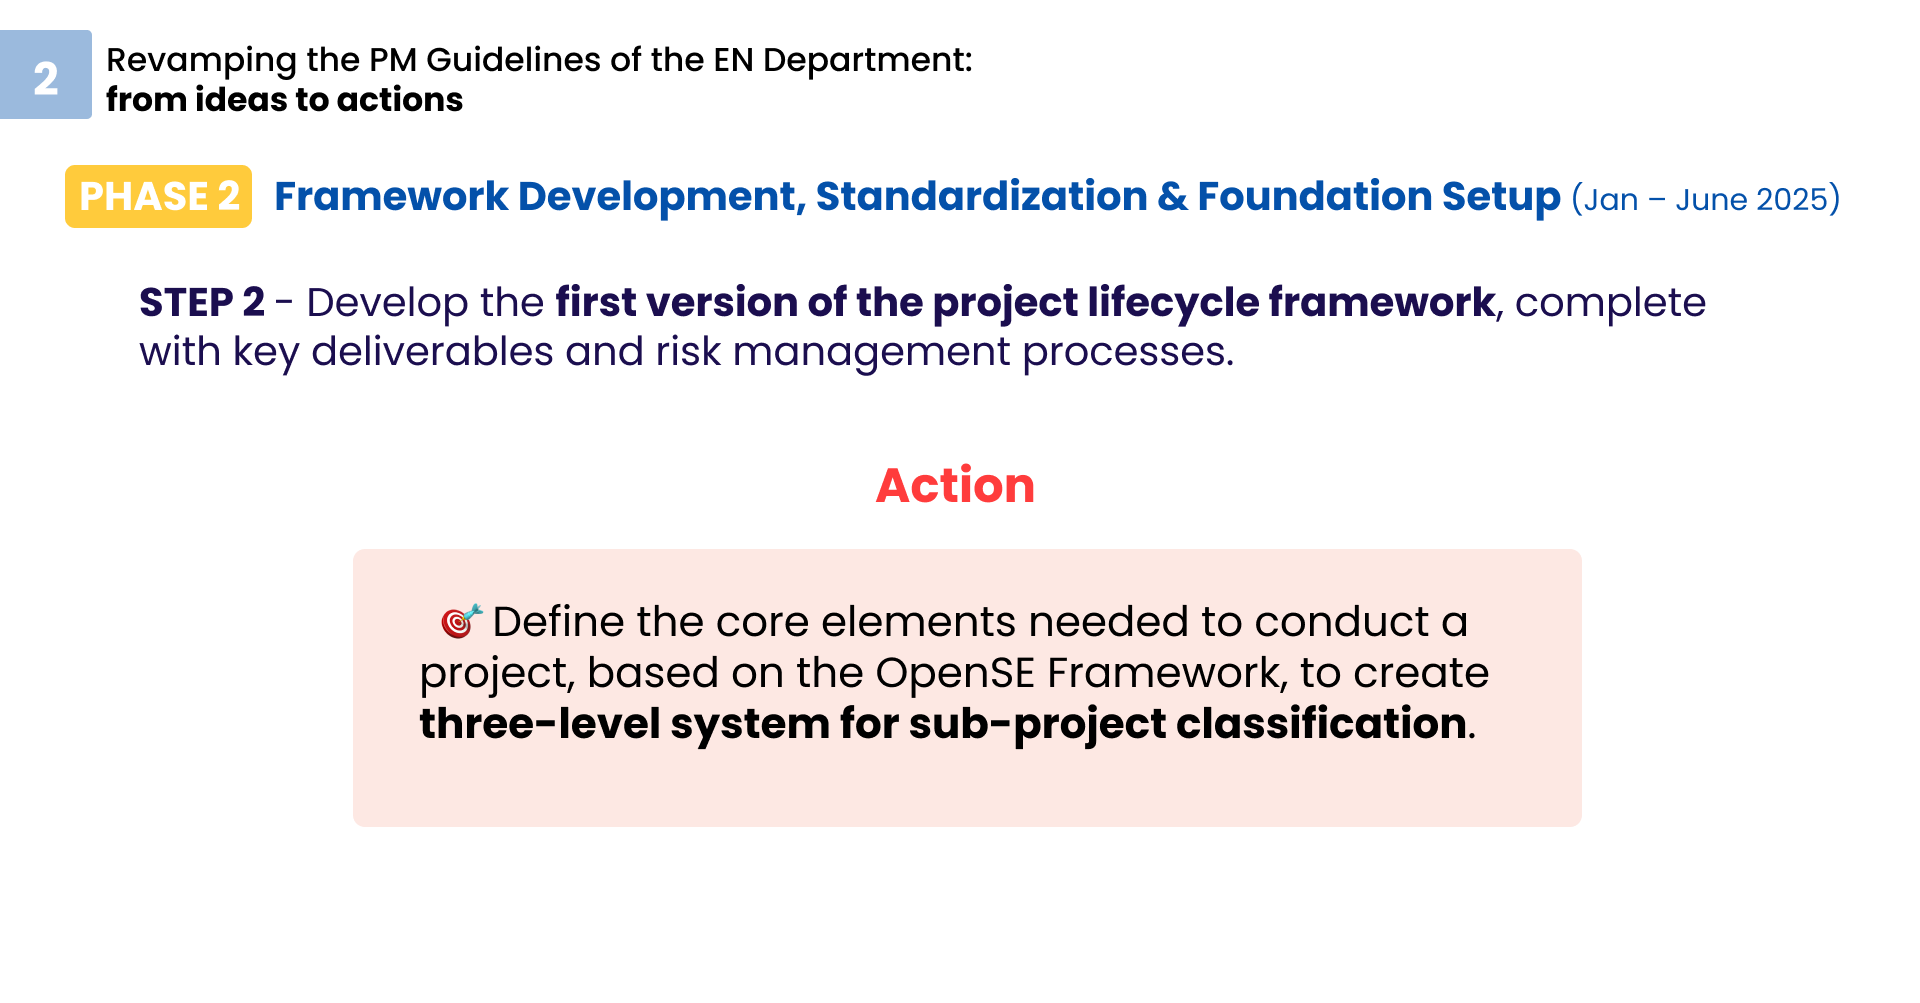 2
Revamping the PM Guidelines of the EN Department:
from ideas to actions
PHASE 2 Framework Development, Standardization & Foundation Setup (Jan – June 2025)
STEP 2 - Develop the first version of the project lifecycle framework, complete
with key deliverables and risk management processes.
Action
🎯 Define the core elements needed to conduct a
project, based on the OpenSE Framework, to create
three-level system for sub-project classification.